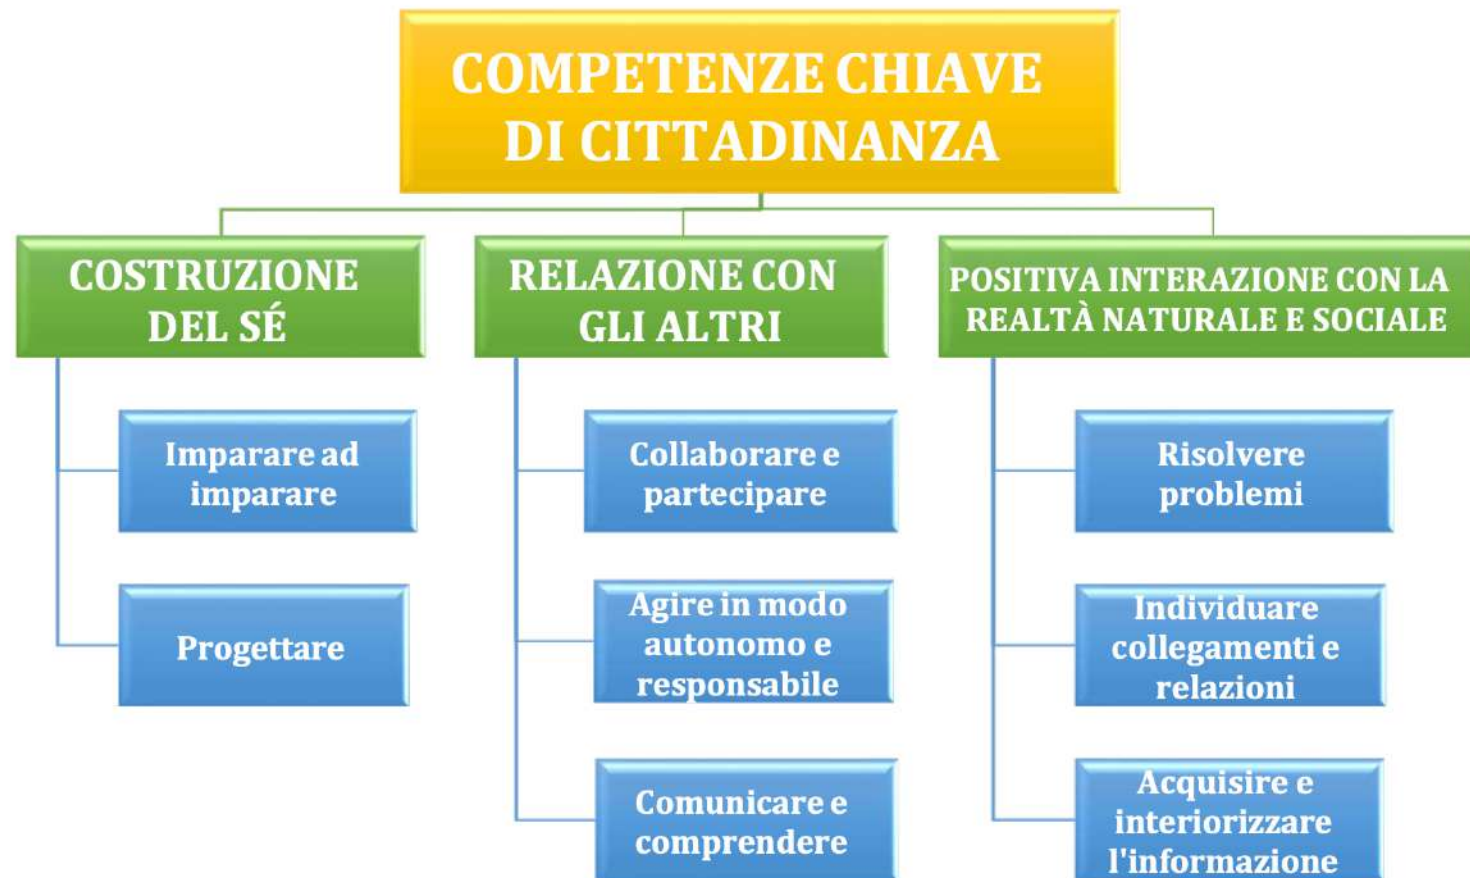 COMPETENZE CHIAVE
DI CITTADINANZA
COSTRUZIONE
DEL SÉ
Imparare ad
imparare
Progettare
RELAZIONE CON
GLI ALTRI
Collaborare e
partecipare
Agire in modo
autonomo e
responsabile
Comunicare e
comprendere
POSITIVA INTERAZIONE CON LA
REALTÀ NATURALE E SOCIALE
Risolvere
problemi
Individuare
collegamenti e
relazioni
Acquisire e
interiorizzare
l'informazione